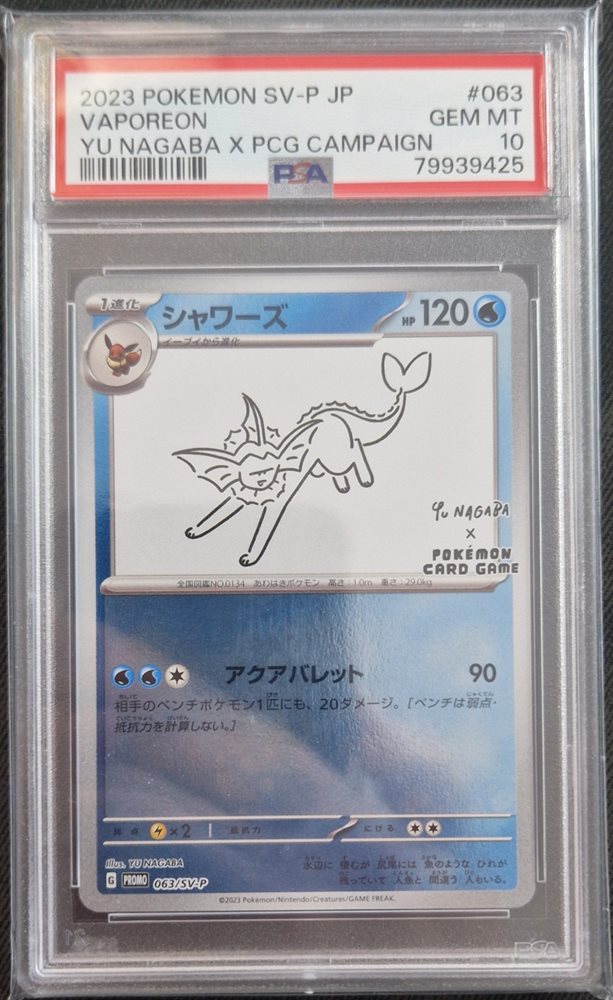 2023 POKEMON SV-P JP #063
VAPOREON GEM MT
YU NAGABA X PCG CAMPAIGN 10
PSA 79939425
1進化 シャワーズ HP 120
イーブイから進化
YU NAGABA
×
POKÉMON
CARD GAME
全国図鑑NO.0134 あわはきポケモン 高さ:1.0m 重さ:29.0kg
アクアバレット 90
相手のベンチポケモン1匹にも、20ダメージ。[ベンチは弱点・
抵抗力を計算しない。]
弱点 ×2 抵抗力 にげる
Illus. YU NAGABA
水辺に 棲むが 尻尾には 魚のような ひれが
残っていて 人魚と 間違う 人もいる。
G PROMO 063/SV-P
©2023 Pokémon/Nintendo/Creatures/GAME FREAK.
PSA